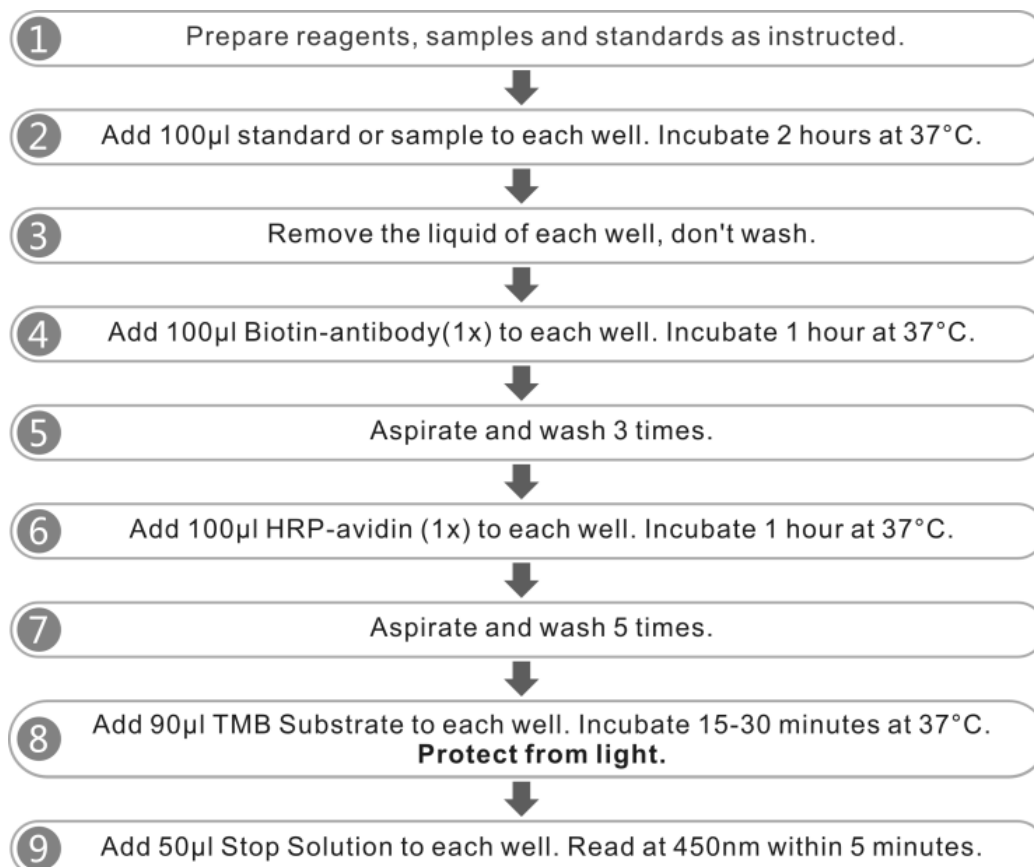 1 Prepare reagents, samples and standards as instructed.
2 Add 100µl standard or sample to each well. Incubate 2 hours at 37°C.
3 Remove the liquid of each well, don't wash.
4 Add 100µl Biotin-antibody(1x) to each well. Incubate 1 hour at 37°C.
5 Aspirate and wash 3 times.
6 Add 100µl HRP-avidin (1x) to each well. Incubate 1 hour at 37°C.
7 Aspirate and wash 5 times.
8 Add 90µl TMB Substrate to each well. Incubate 15-30 minutes at 37°C.
Protect from light.
9 Add 50µl Stop Solution to each well. Read at 450nm within 5 minutes.